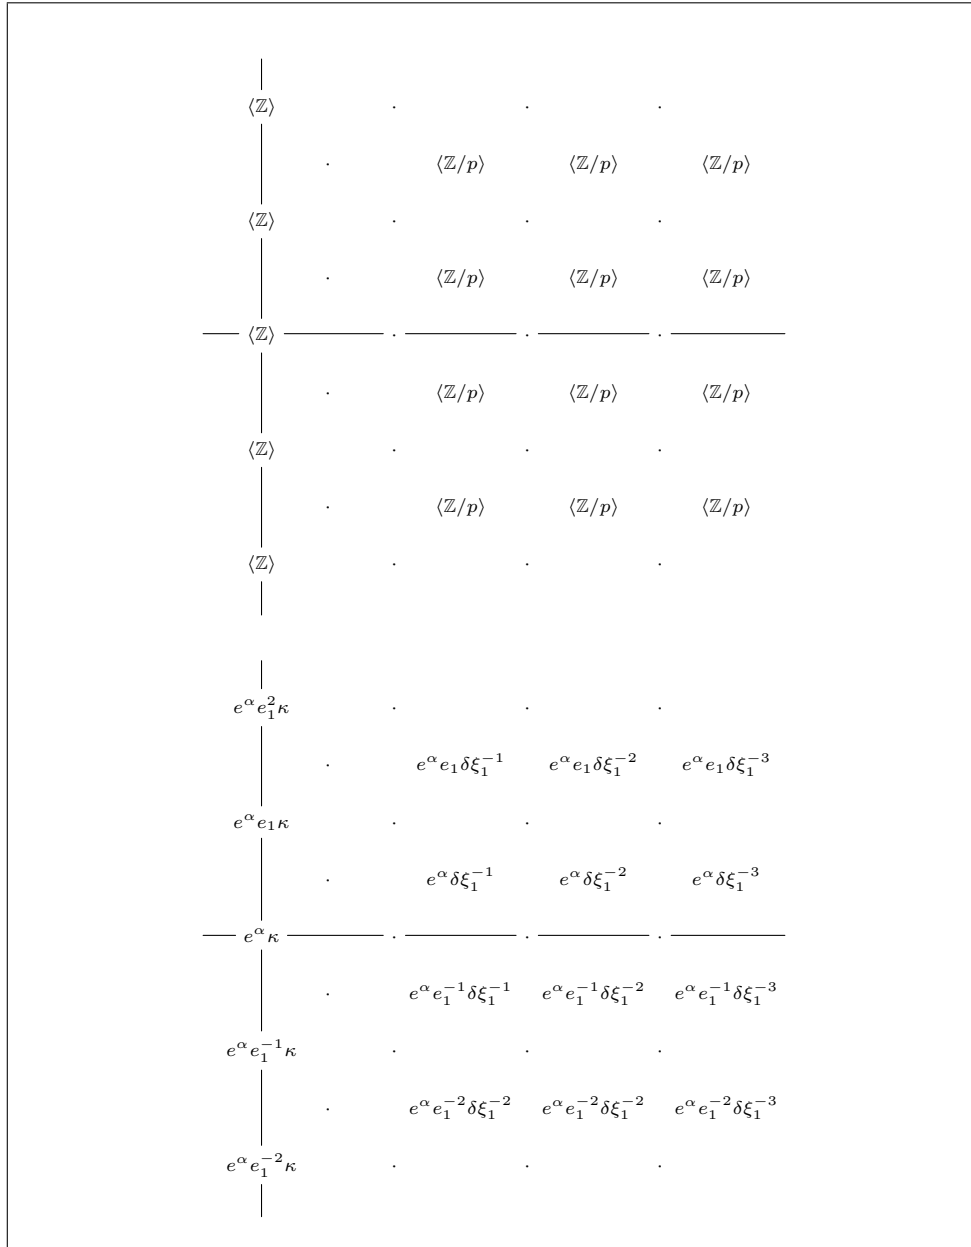 ⟨ℤ⟩ · · ·
· ⟨ℤ/p⟩ ⟨ℤ/p⟩ ⟨ℤ/p⟩
⟨ℤ⟩ · · ·
· ⟨ℤ/p⟩ ⟨ℤ/p⟩ ⟨ℤ/p⟩
⟨ℤ⟩ · · ·
· ⟨ℤ/p⟩ ⟨ℤ/p⟩ ⟨ℤ/p⟩
⟨ℤ⟩ · · ·
· ⟨ℤ/p⟩ ⟨ℤ/p⟩ ⟨ℤ/p⟩
⟨ℤ⟩ · · ·
e^α e_1^2 κ · · ·
· e^α e_1 δξ_1^{-1} e^α e_1 δξ_1^{-2} e^α e_1 δξ_1^{-3}
e^α e_1 κ · · ·
· e^α δξ_1^{-1} e^α δξ_1^{-2} e^α δξ_1^{-3}
e^α κ · · ·
· e^α e_1^{-1} δξ_1^{-1} e^α e_1^{-1} δξ_1^{-2} e^α e_1^{-1} δξ_1^{-3}
e^α e_1^{-1} κ · · ·
· e^α e_1^{-2} δξ_1^{-2} e^α e_1^{-2} δξ_1^{-2} e^α e_1^{-2} δξ_1^{-3}
e^α e_1^{-2} κ · · ·